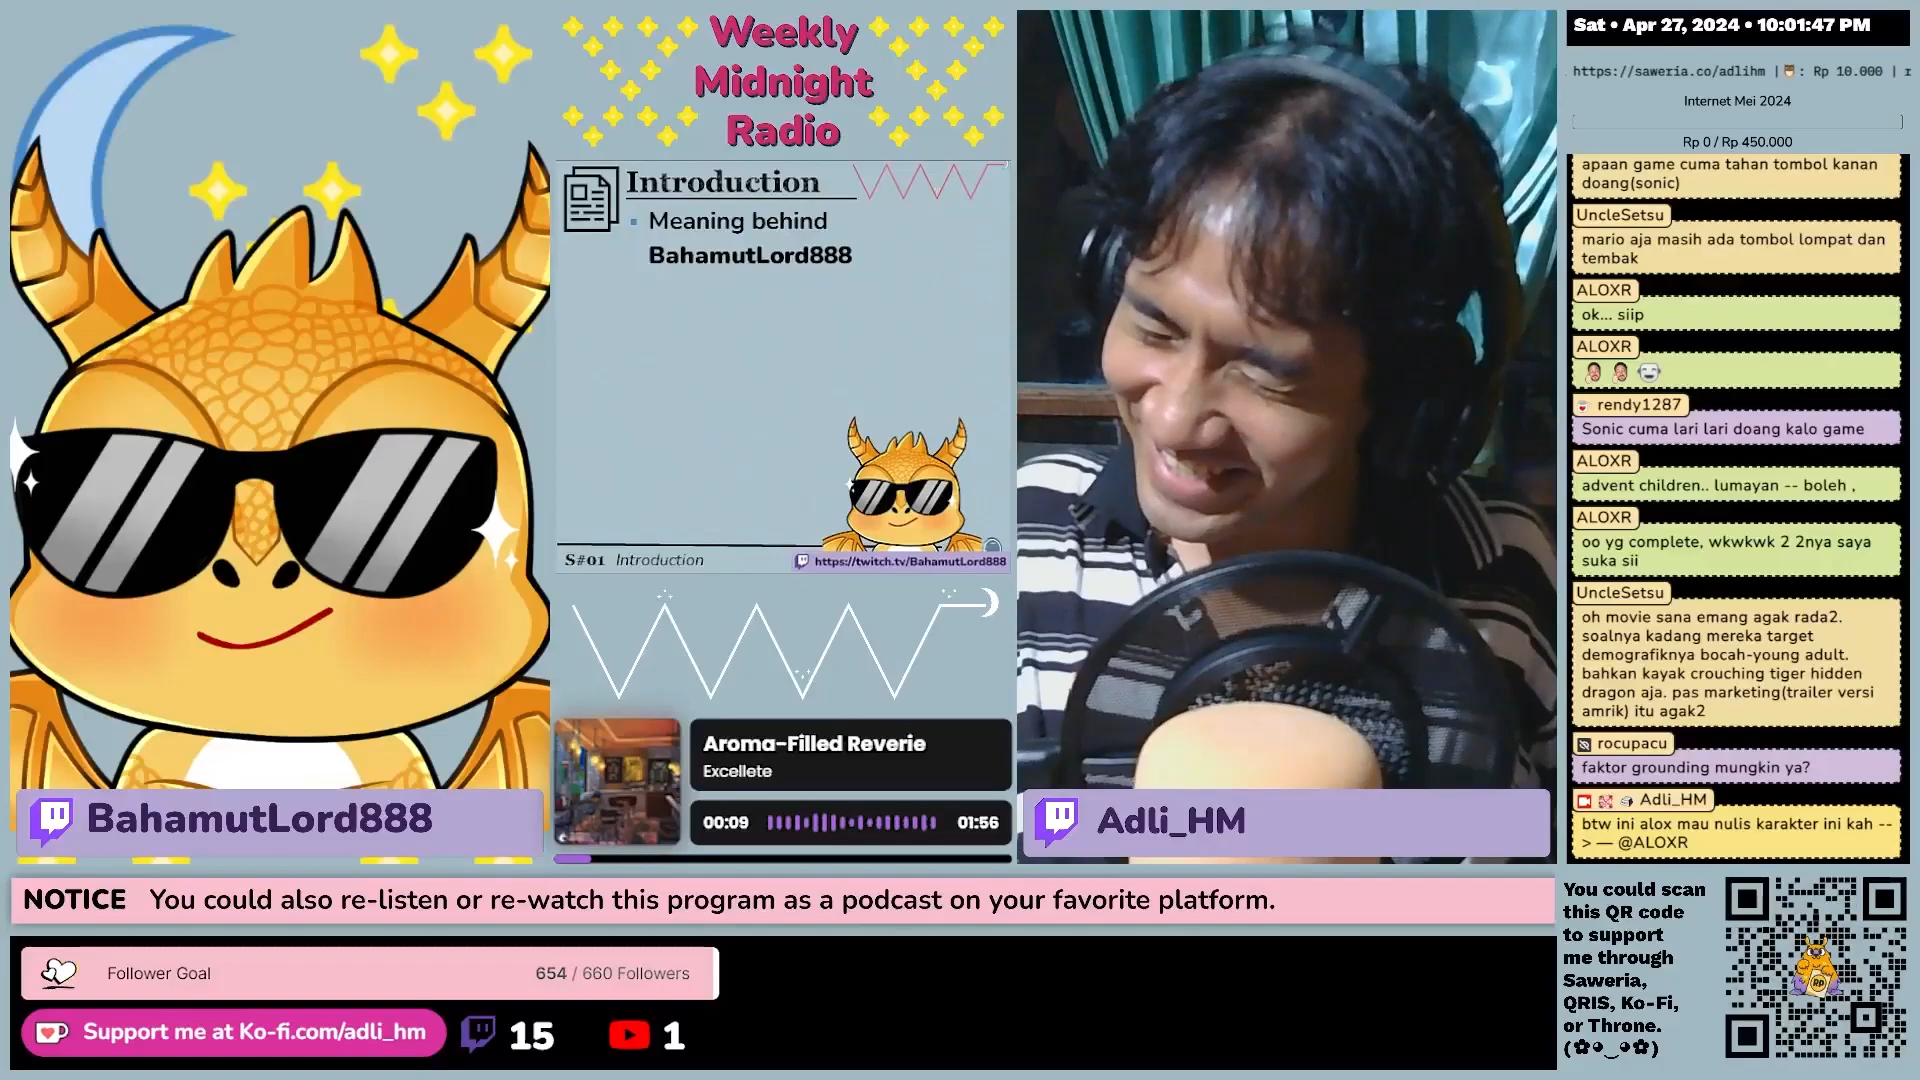 Weekly
Midnight
Radio
Introduction
▪ Meaning behind
BahamutLord888
S#01 Introduction
https://twitch.tv/BahamutLord888
Aroma-Filled Reverie
Excellete
00:09
01:56
BahamutLord888
Adli_HM
Sat • Apr 27, 2024 • 10:01:47 PM
https://saweria.co/adlihm | : Rp 10.000 | r
Internet Mei 2024
Rp 0 / Rp 450.000
apaan game cuma tahan tombol kanan
doang(sonic)
UncleSetsu
mario aja masih ada tombol lompat dan
tembak
ALOXR
ok... siip
ALOXR
rendy1287
Sonic cuma lari lari doang kalo game
ALOXR
advent children.. lumayan -- boleh ,
ALOXR
oo yg complete, wkwkwk 2 2nya saya
suka sii
UncleSetsu
oh movie sana emang agak rada2.
soalnya kadang mereka target
demografiknya bocah-young adult.
bahkan kayak crouching tiger hidden
dragon aja. pas marketing(trailer versi
amrik) itu agak2
rocupacu
faktor grounding mungkin ya?
Adli_HM
btw ini alox mau nulis karakter ini kah --
> — @ALOXR
NOTICE You could also re-listen or re-watch this program as a podcast on your favorite platform.
Follower Goal
654 / 660 Followers
Support me at Ko-fi.com/adli_hm
15
1
You could scan
this QR code
to support
me through
Saweria,
QRIS, Ko-Fi,
or Throne.
(✿◕‿◕✿)
RP